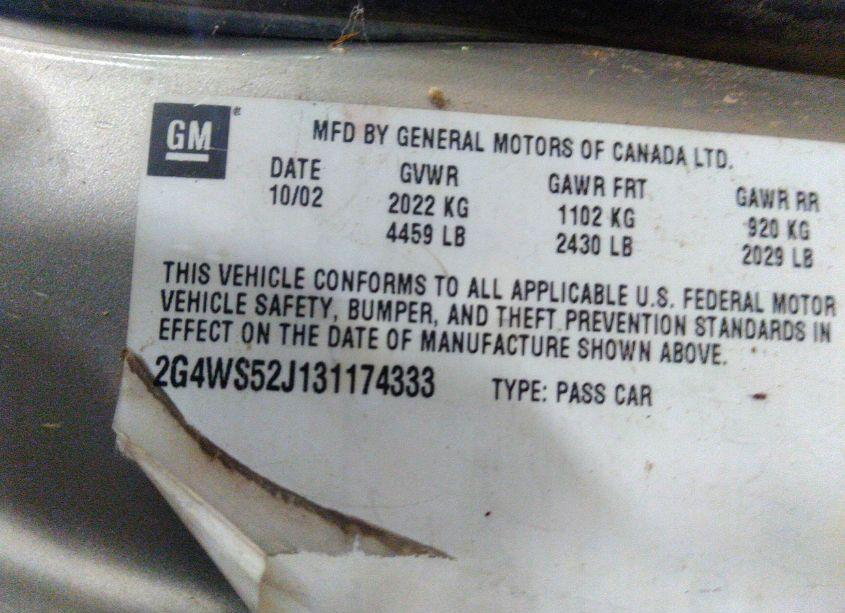 GM®
MFD BY GENERAL MOTORS OF CANADA LTD.
DATE GVWR GAWR FRT GAWR RR
10/02 2022 KG 1102 KG 920 KG
4459 LB 2430 LB 2029 LB
THIS VEHICLE CONFORMS TO ALL APPLICABLE U.S. FEDERAL MOTOR
VEHICLE SAFETY, BUMPER, AND THEFT PREVENTION STANDARDS IN
EFFECT ON THE DATE OF MANUFACTURE SHOWN ABOVE.
2G4WS52J131174333 TYPE: PASS CAR